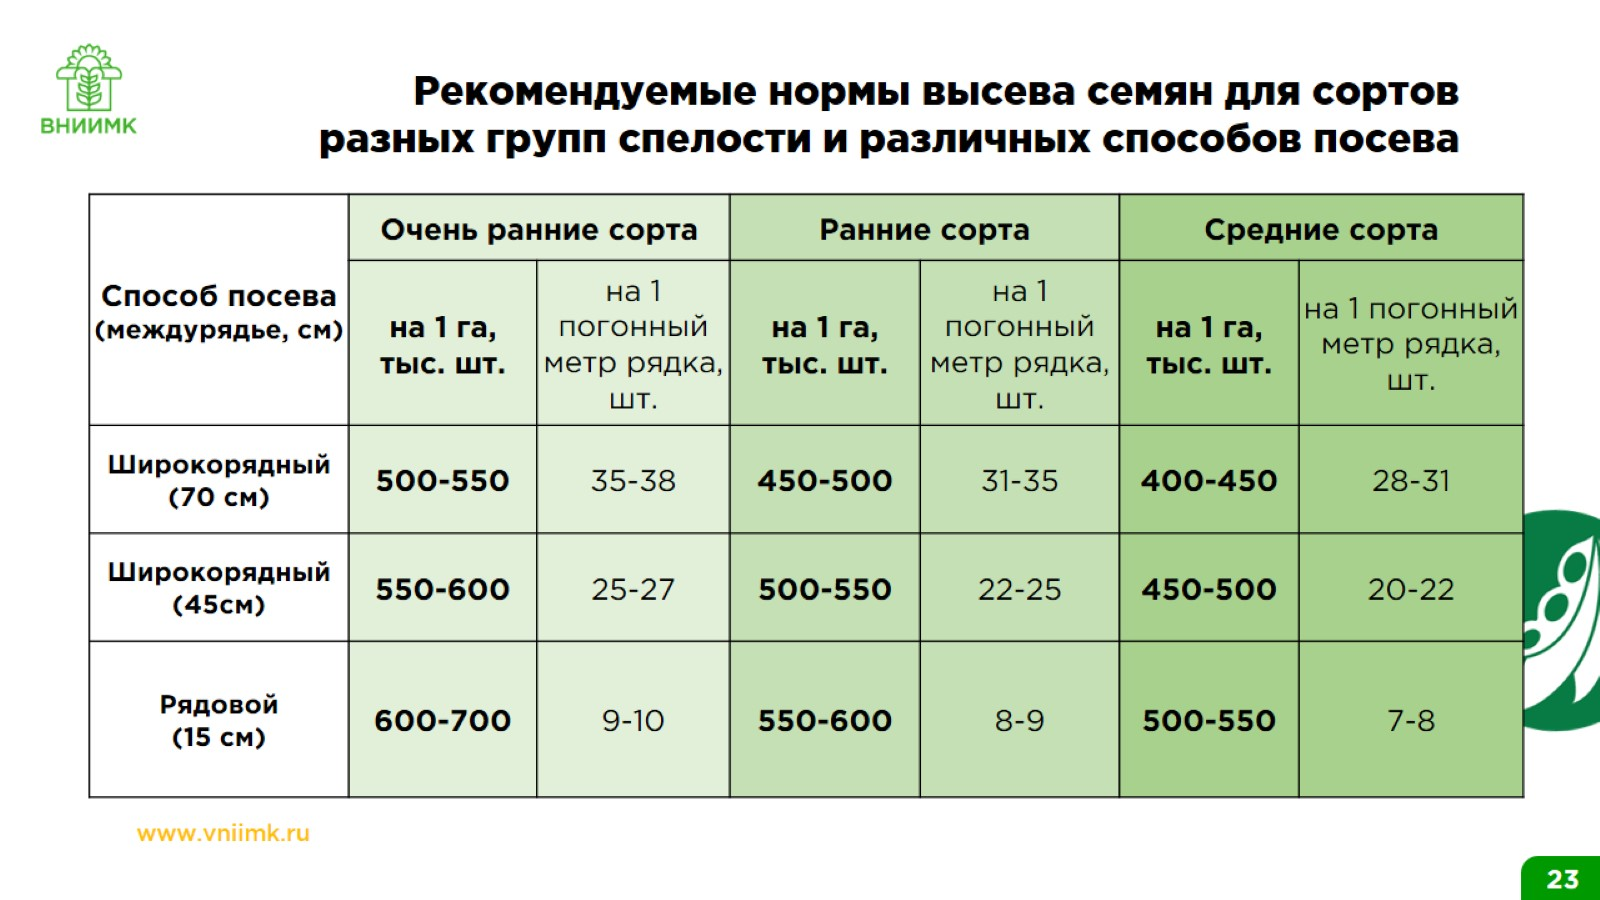 ВНИИМК
Рекомендуемые нормы высева семян для сортов
разных групп спелости и различных способов посева
Способ посева
(междурядье, см)
Очень ранние сорта
Ранние сорта
Средние сорта
на 1 га,
тыс. шт.
на 1
погонный
метр рядка,
шт.
на 1 га,
тыс. шт.
на 1
погонный
метр рядка,
шт.
на 1 га,
тыс. шт.
на 1 погонный
метр рядка,
шт.
Широкорядный
(70 см)
500-550
35-38
450-500
31-35
400-450
28-31
Широкорядный
(45см)
550-600
25-27
500-550
22-25
450-500
20-22
Рядовой
(15 см)
600-700
9-10
550-600
8-9
500-550
7-8
www.vniimk.ru
23